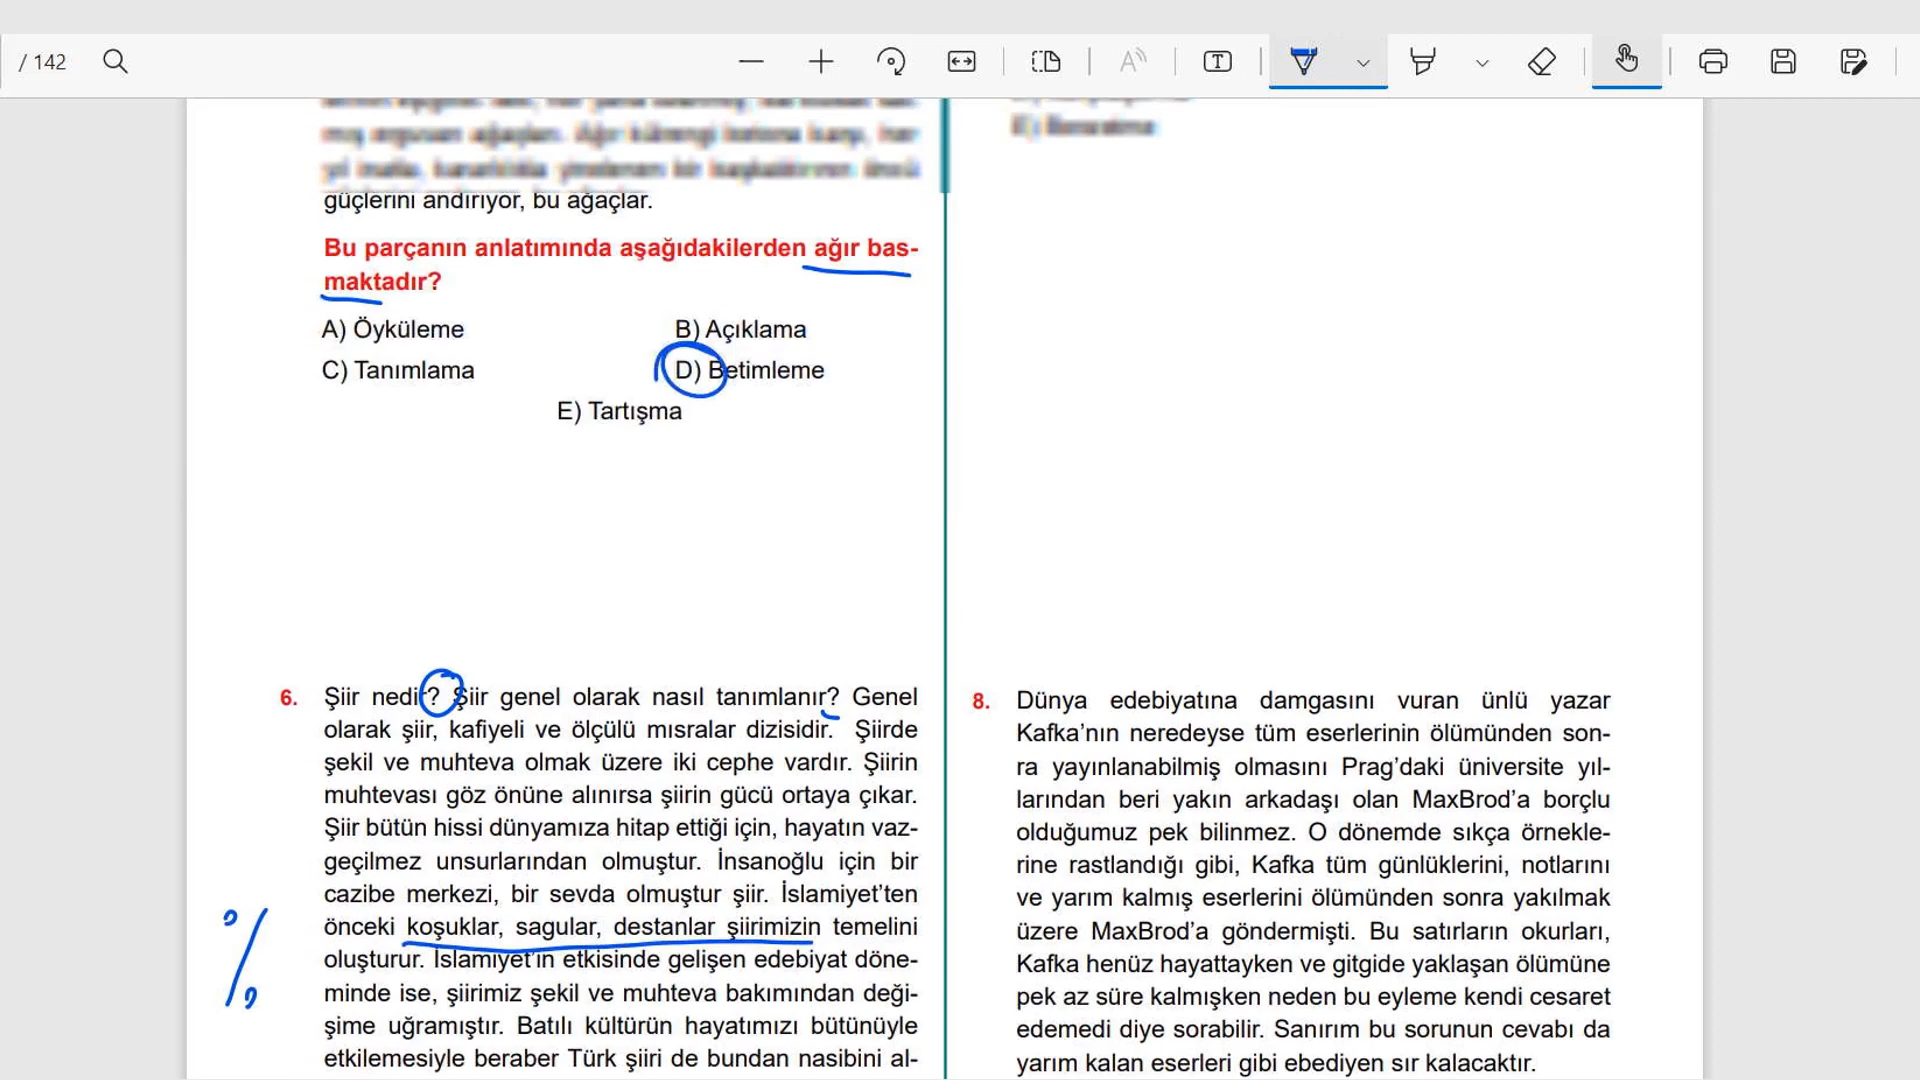 / 142
güçlerini andırıyor, bu ağaçlar.
Bu parçanın anlatımında aşağıdakilerden ağır bas-
maktadır?
A) Öyküleme
B) Açıklama
C) Tanımlama
D) Betimleme
E) Tartışma
6. Şiir nedir? Şiir genel olarak nasıl tanımlanır? Genel
olarak şiir, kafiyeli ve ölçülü mısralar dizisidir. Şiirde
şekil ve muhteva olmak üzere iki cephe vardır. Şiirin
muhtevası göz önüne alınırsa şiirin gücü ortaya çıkar.
Şiir bütün hissi dünyamıza hitap ettiği için, hayatın vaz-
geçilmez unsurlarından olmuştur. İnsanoğlu için bir
cazibe merkezi, bir sevda olmuştur şiir. İslamiyet'ten
önceki koşuklar, sagular, destanlar şiirimizin temelini
oluşturur. İslamiyet'in etkisinde gelişen edebiyat döne-
minde ise, şiirimiz şekil ve muhteva bakımından deği-
şime uğramıştır. Batılı kültürün hayatımızı bütünüyle
etkilemesiyle beraber Türk şiiri de bundan nasibini al-
8. Dünya edebiyatına damgasını vuran ünlü yazar
Kafka'nın neredeyse tüm eserlerinin ölümünden son-
ra yayınlanabilmiş olmasını Prag'daki üniversite yıl-
larından beri yakın arkadaşı olan MaxBrod'a borçlu
olduğumuz pek bilinmez. O dönemde sıkça örnekle-
rine rastlandığı gibi, Kafka tüm günlüklerini, notlarını
ve yarım kalmış eserlerini ölümünden sonra yakılmak
üzere MaxBrod'a göndermişti. Bu satırların okurları,
Kafka henüz hayattayken ve gitgide yaklaşan ölümüne
pek az süre kalmışken neden bu eyleme kendi cesaret
edemedi diye sorabilir. Sanırım bu sorunun cevabı da
yarım kalan eserleri gibi ebediyen sır kalacaktır.